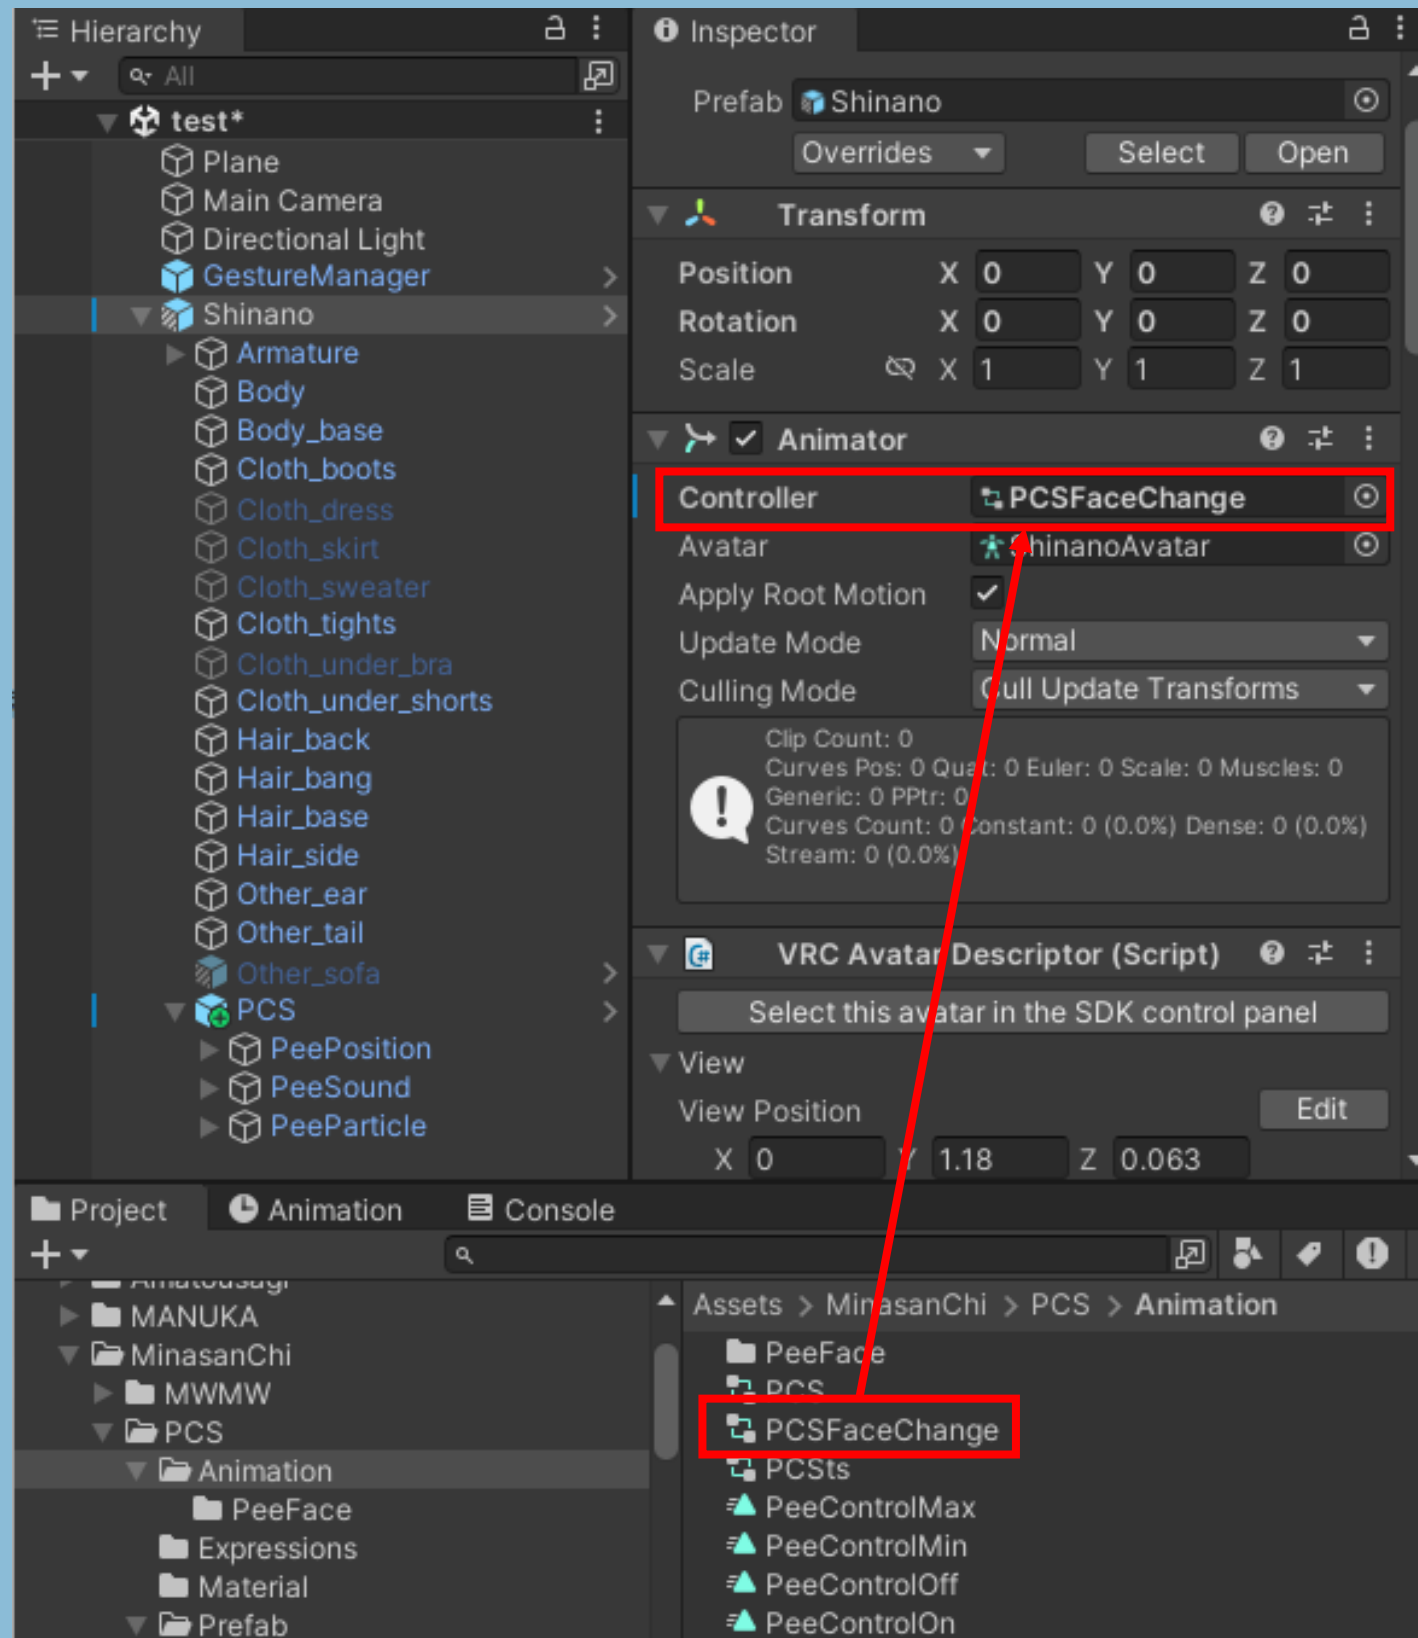 Hierarchy
All
test*
Plane
Main Camera
Directional Light
GestureManager
Shinano
Armature
Body
Body_base
Cloth_boots
Cloth_dress
Cloth_skirt
Cloth_sweater
Cloth_tights
Cloth_under_bra
Cloth_under_shorts
Hair_back
Hair_bang
Hair_base
Hair_side
Other_ear
Other_tail
Other_sofa
PCS
PeePosition
PeeSound
PeeParticle
Inspector
Prefab Shinano
Overrides Select Open
Transform
Position X 0 Y 0 Z 0
Rotation X 0 Y 0 Z 0
Scale X 1 Y 1 Z 1
Animator
Controller PCSFaceChange
Avatar ShinanoAvatar
Apply Root Motion
Update Mode Normal
Culling Mode Cull Update Transforms
Clip Count: 0
Curves Pos: 0 Quat: 0 Euler: 0 Scale: 0 Muscles: 0
Generic: 0 PPtr: 0
Curves Count: 0 Constant: 0 (0.0%) Dense: 0 (0.0%)
Stream: 0 (0.0%)
VRC Avatar Descriptor (Script)
Select this avatar in the SDK control panel
View
View Position Edit
X 0 Y 1.18 Z 0.063
Project Animation Console
Amatousagi
MANUKA
MinasanChi
MWMW
PCS
Animation
PeeFace
Expressions
Material
Prefab
Assets > MinasanChi > PCS > Animation
PeeFace
PCS
PCSFaceChange
PCSts
PeeControlMax
PeeControlMin
PeeControlOff
PeeControlOn